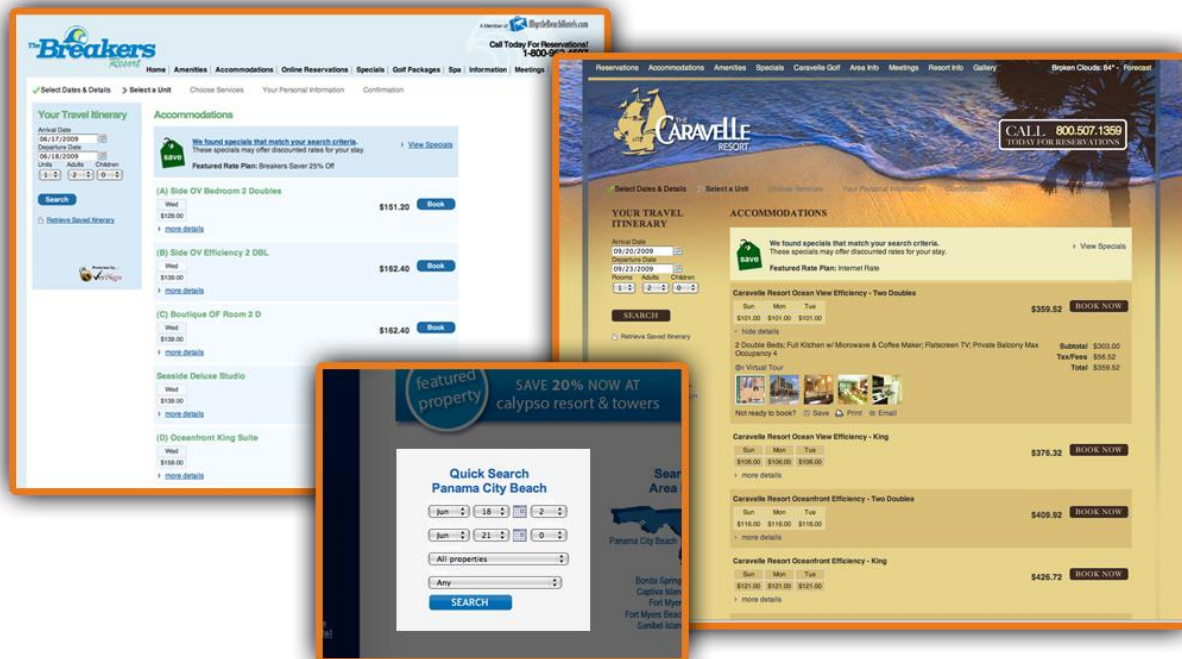 A Member of MyrtleBeachHotels.com
The Breakers Resort
Call Today For Reservations!
Home | Amenities | Accommodations | Online Reservations | Specials | Golf Packages | Spa | Information | Meetings
Select Dates & Details Select a Unit Choose Services Your Personal Information Confirmation
Your Travel Itinerary
Arrival Date
06/17/2009
Departure Date
06/18/2009
Units Adults Children
1 2 0
Search
Retrieve Saved Itinerary
VeriSign
Accommodations
save
We found specials that match your search criteria.
These specials may offer discounted rates for your stay.
View Specials
Featured Rate Plan: Breakers Saver 25% Off
(A) Side OV Bedroom 2 Doubles
Wed
$151.20 Book
more details
(B) Side OV Efficiency 2 DBL
Wed
$139.00
$162.40 Book
more details
(C) Boutique OF Room 2 D
Wed
$139.00
$162.40 Book
more details
Seaside Deluxe Studio
Wed
$139.00
more details
(D) Oceanfront King Suite
Wed
$158.00
more details
Reservations Accommodations Amenities Specials Caravelle Golf Area Info Meetings Resort Info Gallery Broken Clouds: 84° - Forecast
THE CARAVELLE RESORT
CALL 800.507.1359
TODAY FOR RESERVATIONS
Select Dates & Details Select a Unit Choose Services Your Personal Information Confirmation
YOUR TRAVEL
ITINERARY
Arrival Date
09/20/2009
Departure Date
09/23/2009
Rooms Adults Children
1 2 0
SEARCH
Retrieve Saved Itinerary
ACCOMMODATIONS
save
We found specials that match your search criteria.
These specials may offer discounted rates for your stay.
View Specials
Featured Rate Plan: Internet Rate
Caravelle Resort Ocean View Efficiency - Two Doubles
Sun Mon Tue
$101.00 $101.00 $101.00
$359.52 BOOK NOW
hide details
2 Double Beds; Full Kitchen w/ Microwave & Coffee Maker; Flatscreen TV; Private Balcony Max
Occupancy 4
Subtotal $303.00
Tax/Fees $56.52
Total $359.52
Virtual Tour
Not ready to book? Save Print Email
Caravelle Resort Ocean View Efficiency - King
Sun Mon Tue
$106.00 $106.00 $106.00
$376.32 BOOK NOW
more details
Caravelle Resort Oceanfront Efficiency - Two Doubles
Sun Mon Tue
$116.00 $116.00 $116.00
$409.92 BOOK NOW
more details
Caravelle Resort Oceanfront Efficiency - King
Sun Mon Tue
$121.00 $121.00 $121.00
$426.72 BOOK NOW
more details
featured
property
SAVE 20% NOW AT
calypso resort & towers
Quick Search
Panama City Beach
Jun 18 2
Jun 21 0
All properties
Any
SEARCH
Sear
Area
Panama City Beach
Bonita Spring
Captiva Islan
Fort Myer
Fort Myers Beac
Sanibel Islan